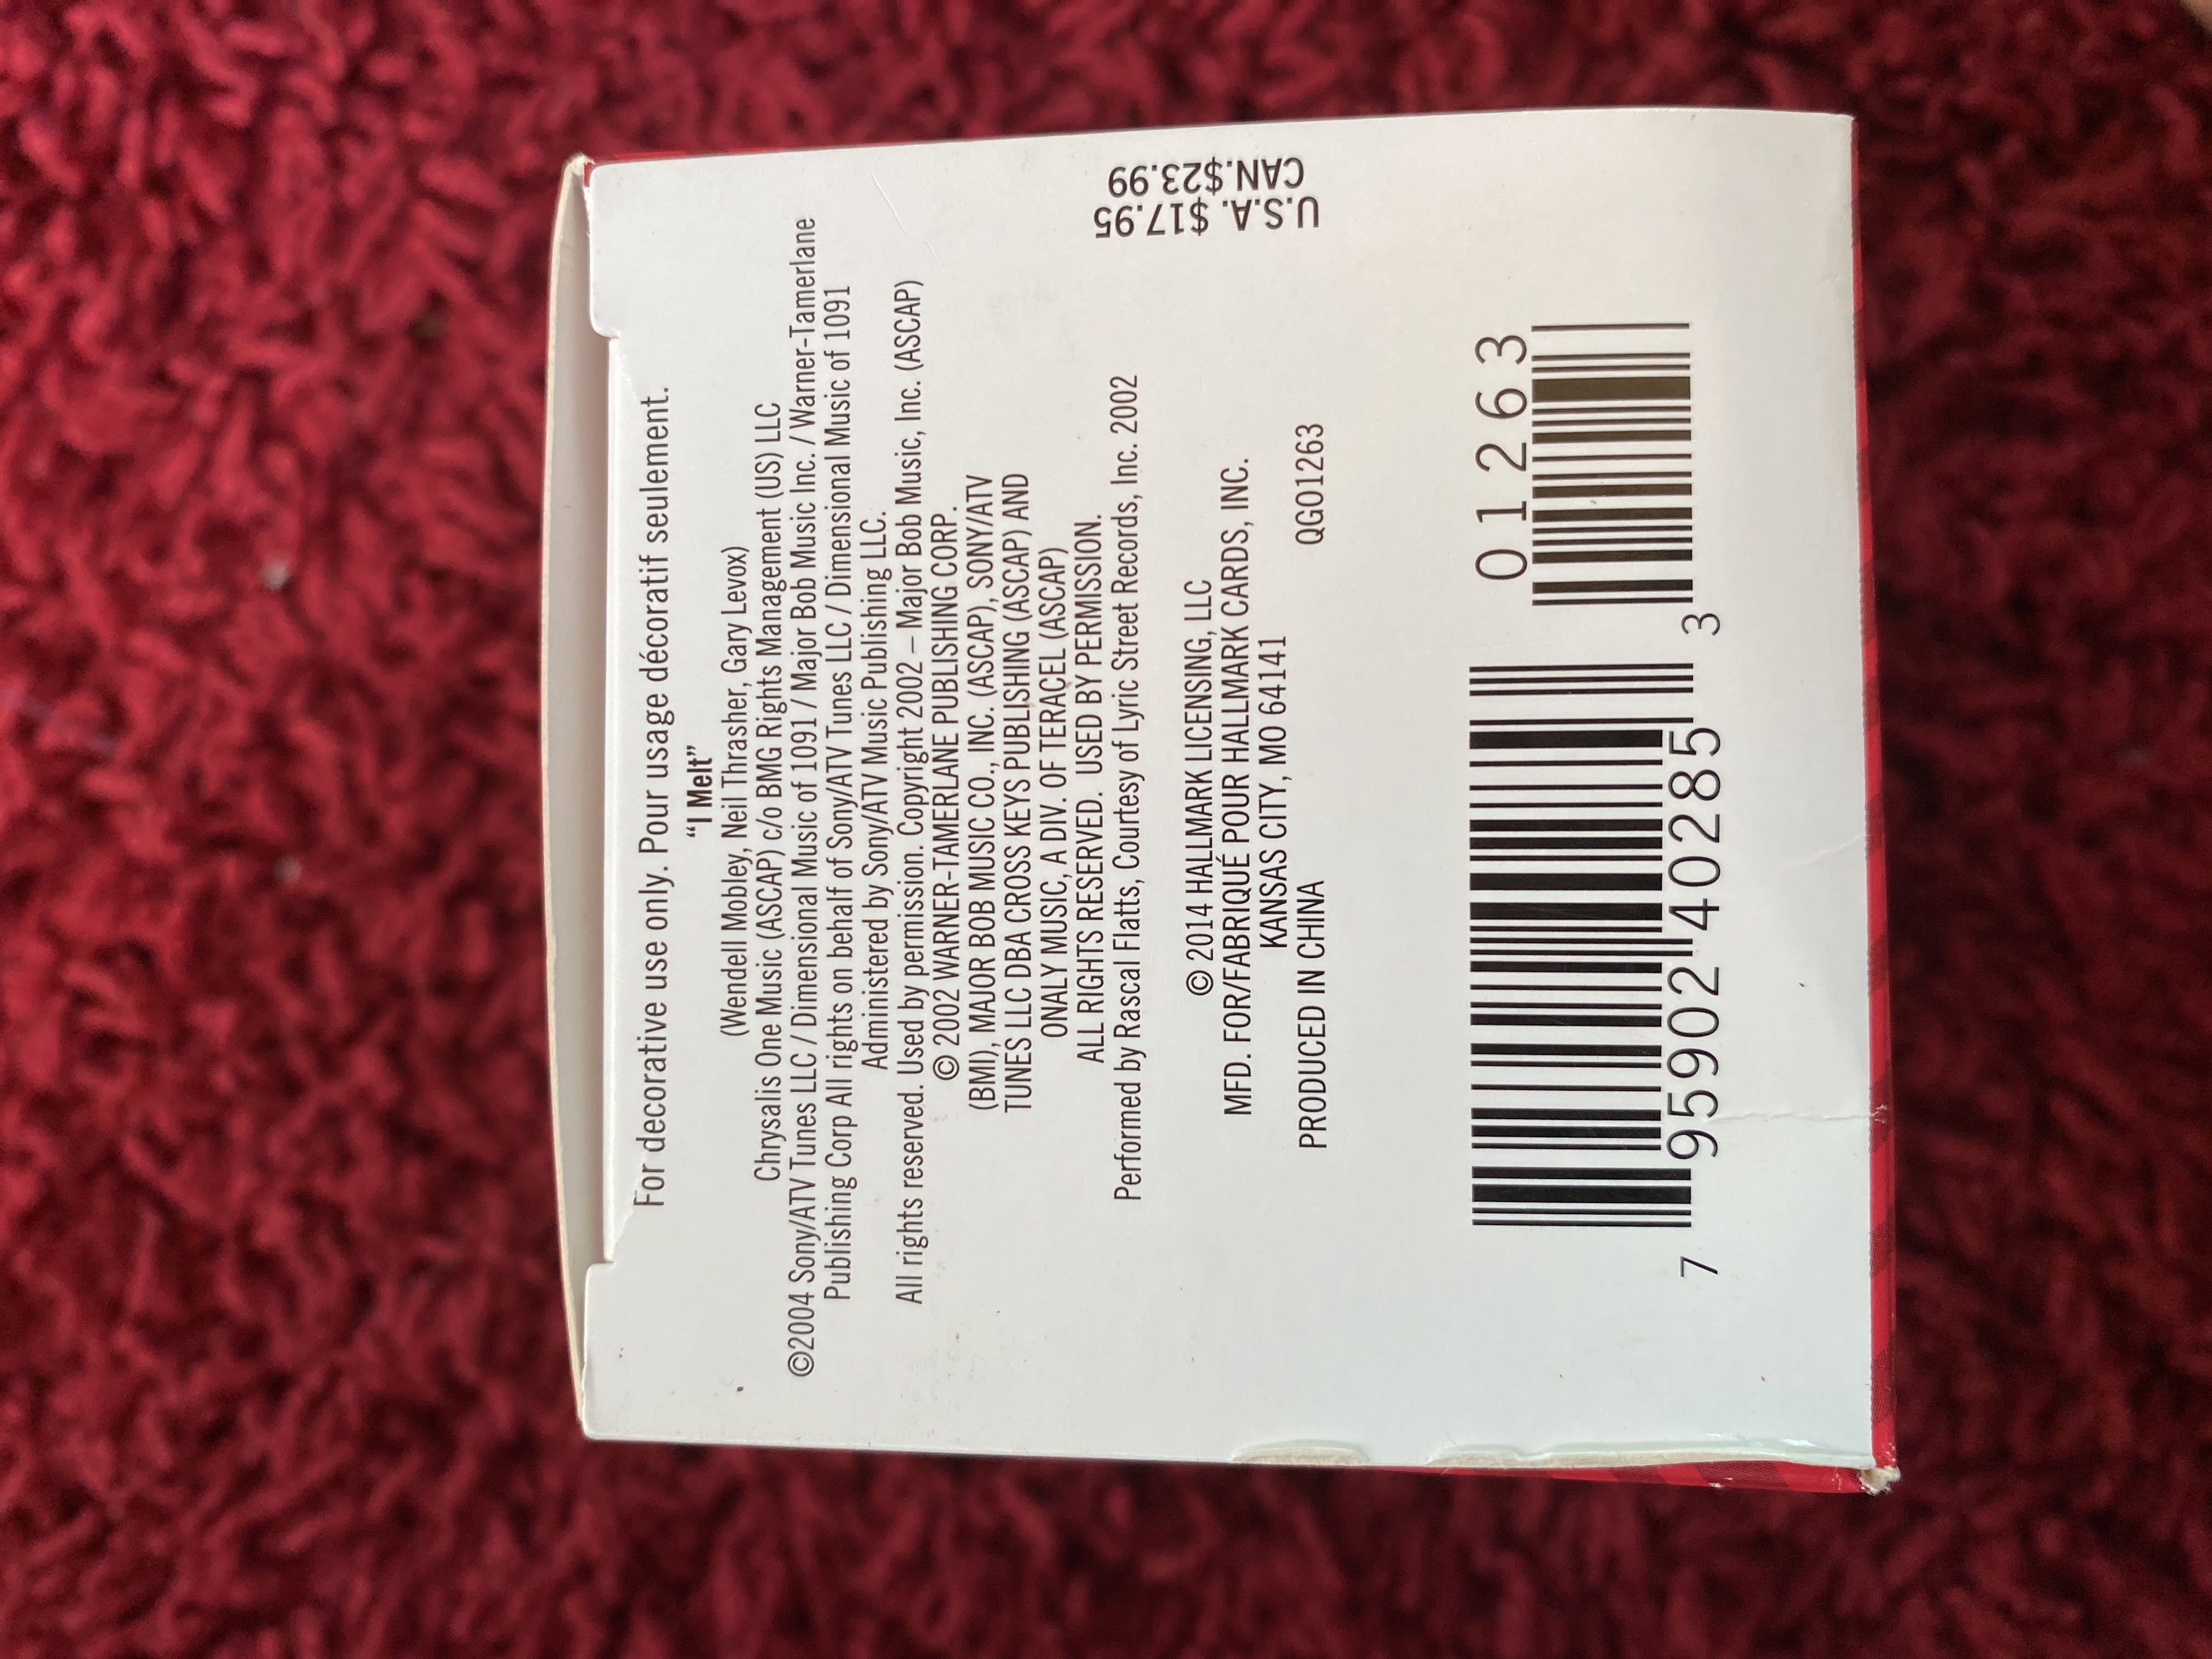 For decorative use only. Pour usage décoratif seulement.
“I Melt”
(Wendell Mobley, Neil Thrasher, Gary Levox)
Chrysalis One Music (ASCAP) c/o BMG Rights Management (US) LLC
©2004 Sony/ATV Tunes LLC / Dimensional Music of 1091 / Major Bob Music Inc. / Warner-Tamerlane
Publishing Corp All rights on behalf of Sony/ATV Tunes LLC / Dimensional Music of 1091
Administered by Sony/ATV Music Publishing LLC.
All rights reserved. Used by permission. Copyright 2002 – Major Bob Music, Inc. (ASCAP)
© 2002 WARNER-TAMERLANE PUBLISHING CORP.
(BMI), MAJOR BOB MUSIC CO., INC. (ASCAP), SONY/ATV
TUNES LLC DBA CROSS KEYS PUBLISHING (ASCAP) AND
ONALY MUSIC, A DIV. OF TERACEL (ASCAP)
ALL RIGHTS RESERVED. USED BY PERMISSION.
Performed by Rascal Flatts, Courtesy of Lyric Street Records, Inc. 2002
© 2014 HALLMARK LICENSING, LLC
MFD. FOR/FABRIQUÉ POUR HALLMARK CARDS, INC.
KANSAS CITY, MO 64141
PRODUCED IN CHINA QGO1263
U.S.A. $17.95
CAN.$23.99
01263
7 95902 40285 3